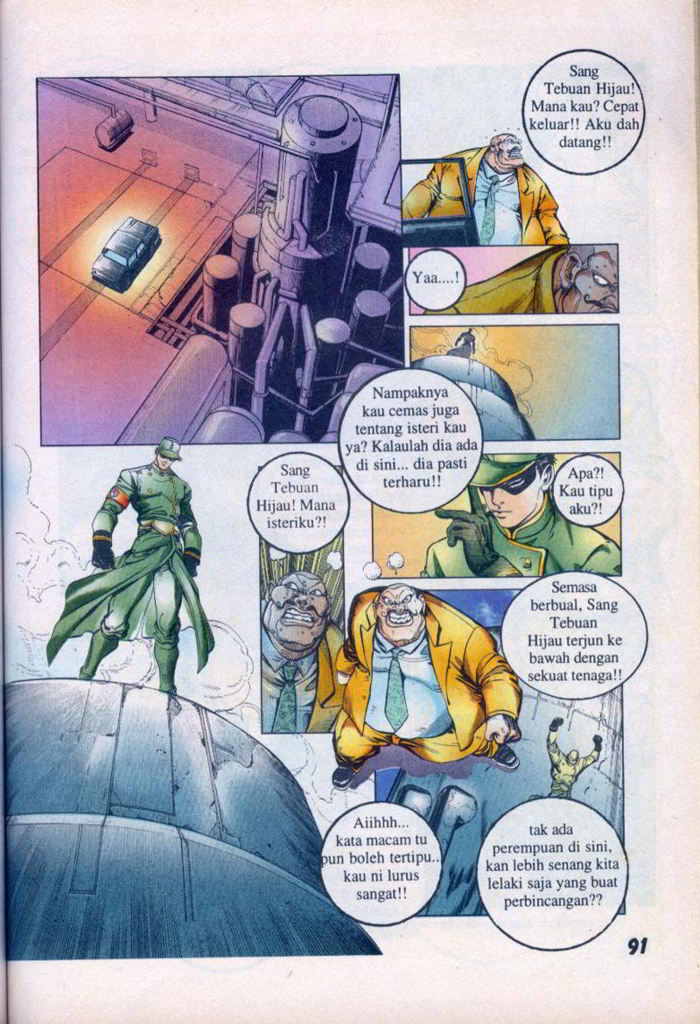 Sang
Tebuan Hijau!
Mana kau? Cepat
keluar!! Aku dah
datang!!
Yaa....!
Nampaknya
kau cemas juga
tentang isteri kau
ya? Kalaulah dia ada
di sini... dia pasti
terharu!!
Sang
Tebuan
Hijau! Mana
isteriku?!
Apa?!
Kau tipu
aku?!
Semasa
berbual, Sang
Tebuan
Hijau terjun ke
bawah dengan
sekuat tenaga!!
Aiihhh...
kata macam tu
pun boleh tertipu..
kau ni lurus
sangat!!
tak ada
perempuan di sini,
kan lebih senang kita
lelaki saja yang buat
perbincangan??
91